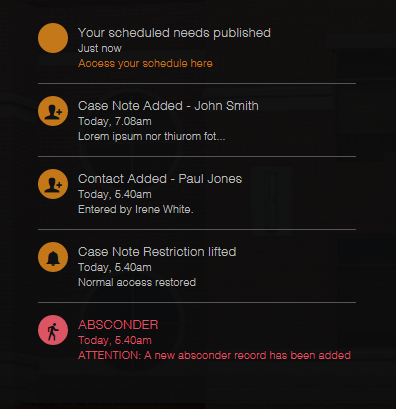 Your scheduled needs published
Just now
Access your schedule here
Case Note Added - John Smith
Today, 7.08am
Lorem ipsum nor thiurom fot...
Contact Added - Paul Jones
Today, 5.40am
Entered by Irene White.
Case Note Restriction lifted
Today, 5.40am
Normal access restored
ABSCONDER
Today, 5.40am
ATTENTION: A new absconder record has been added